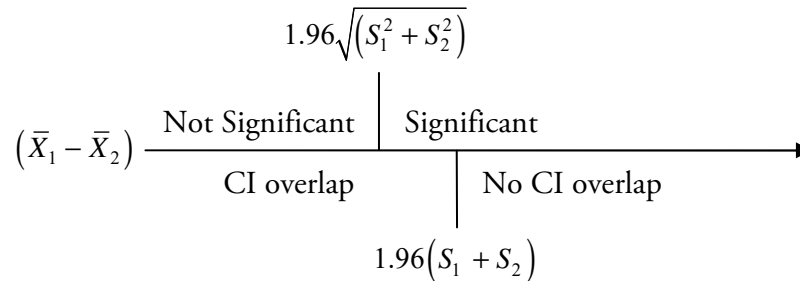 1.96√(S₁² + S₂²)
Not Significant Significant
(X̄₁ − X̄₂)
CI overlap No CI overlap
1.96(S₁ + S₂)